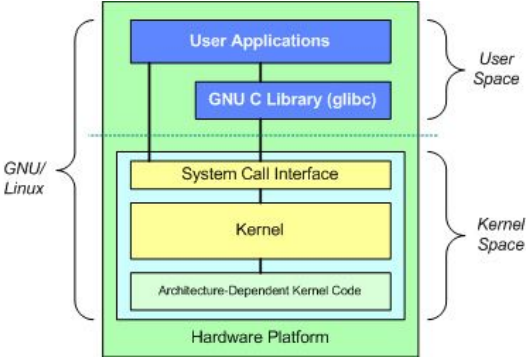 User Applications
GNU C Library (glibc)
User
Space
GNU/
Linux
System Call Interface
Kernel
Architecture-Dependent Kernel Code
Kernel
Space
Hardware Platform